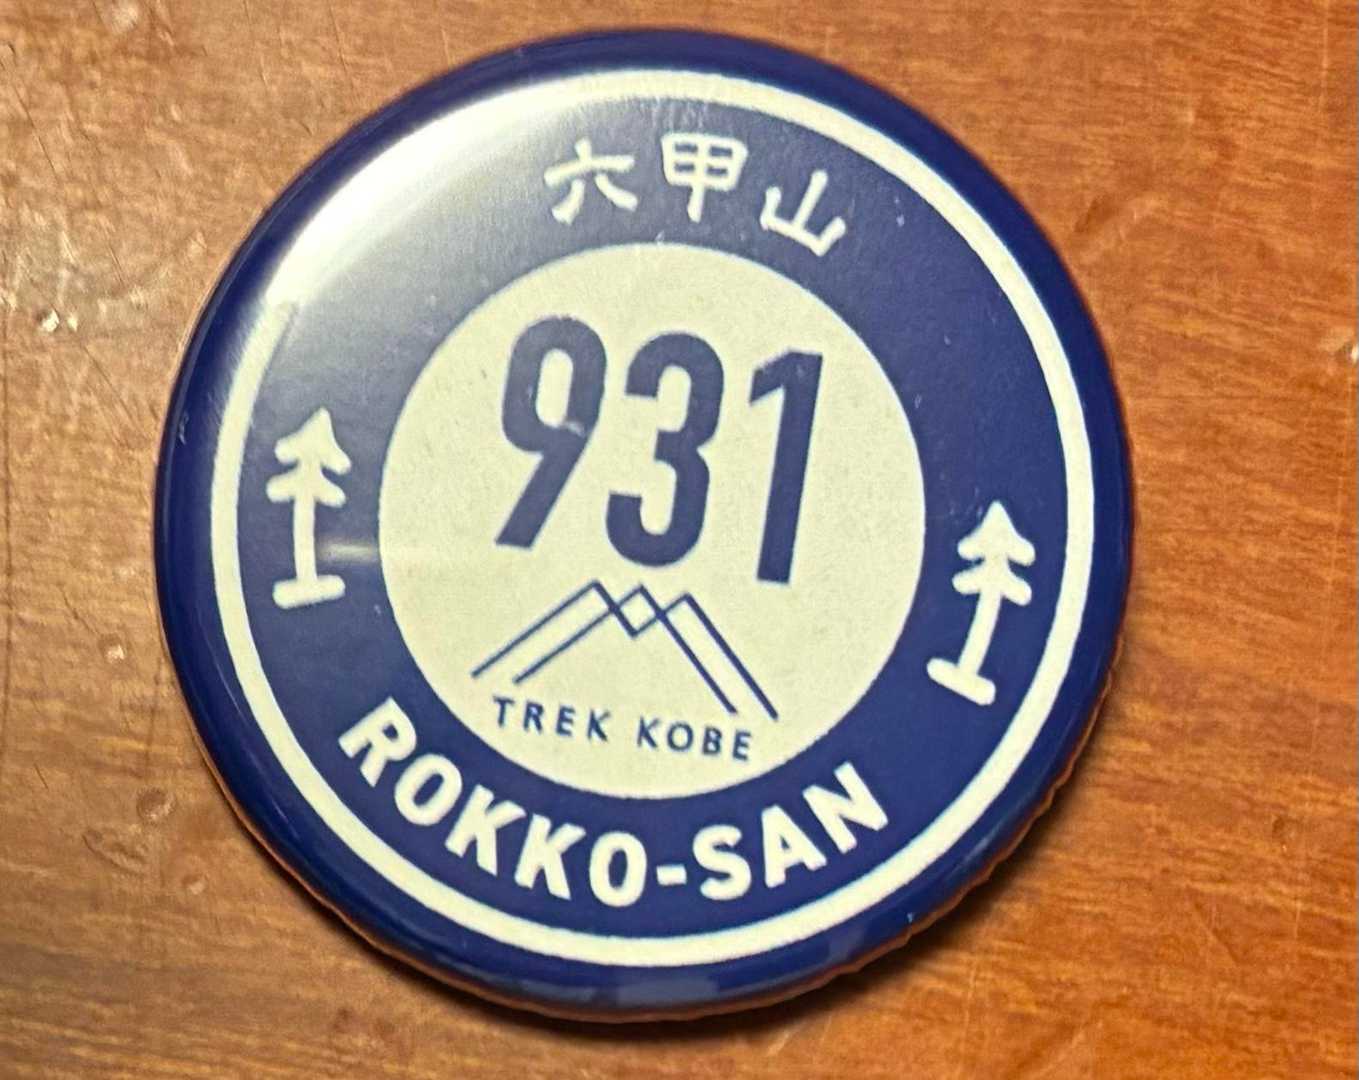 六甲山
931
TREK KOBE
ROKKO-SAN